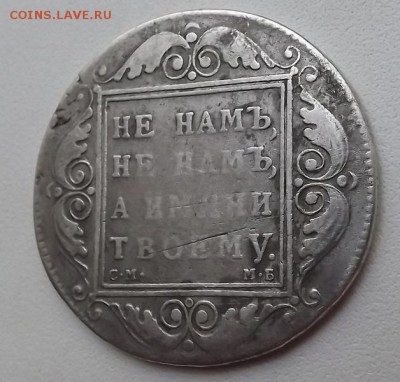 COINS.LAVE.RU
НЕ НАМЪ,
НЕ НАМЪ,
А ИМЯНИ
ТВОЕМУ.
С·М· М·Б